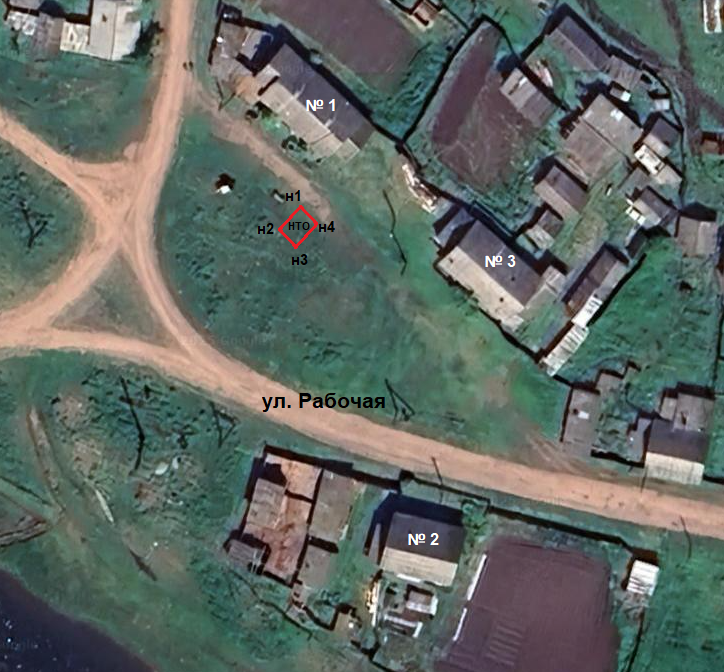 № 1
н1
н2
нто
н4
н3
№ 3
ул. Рабочая
№ 2